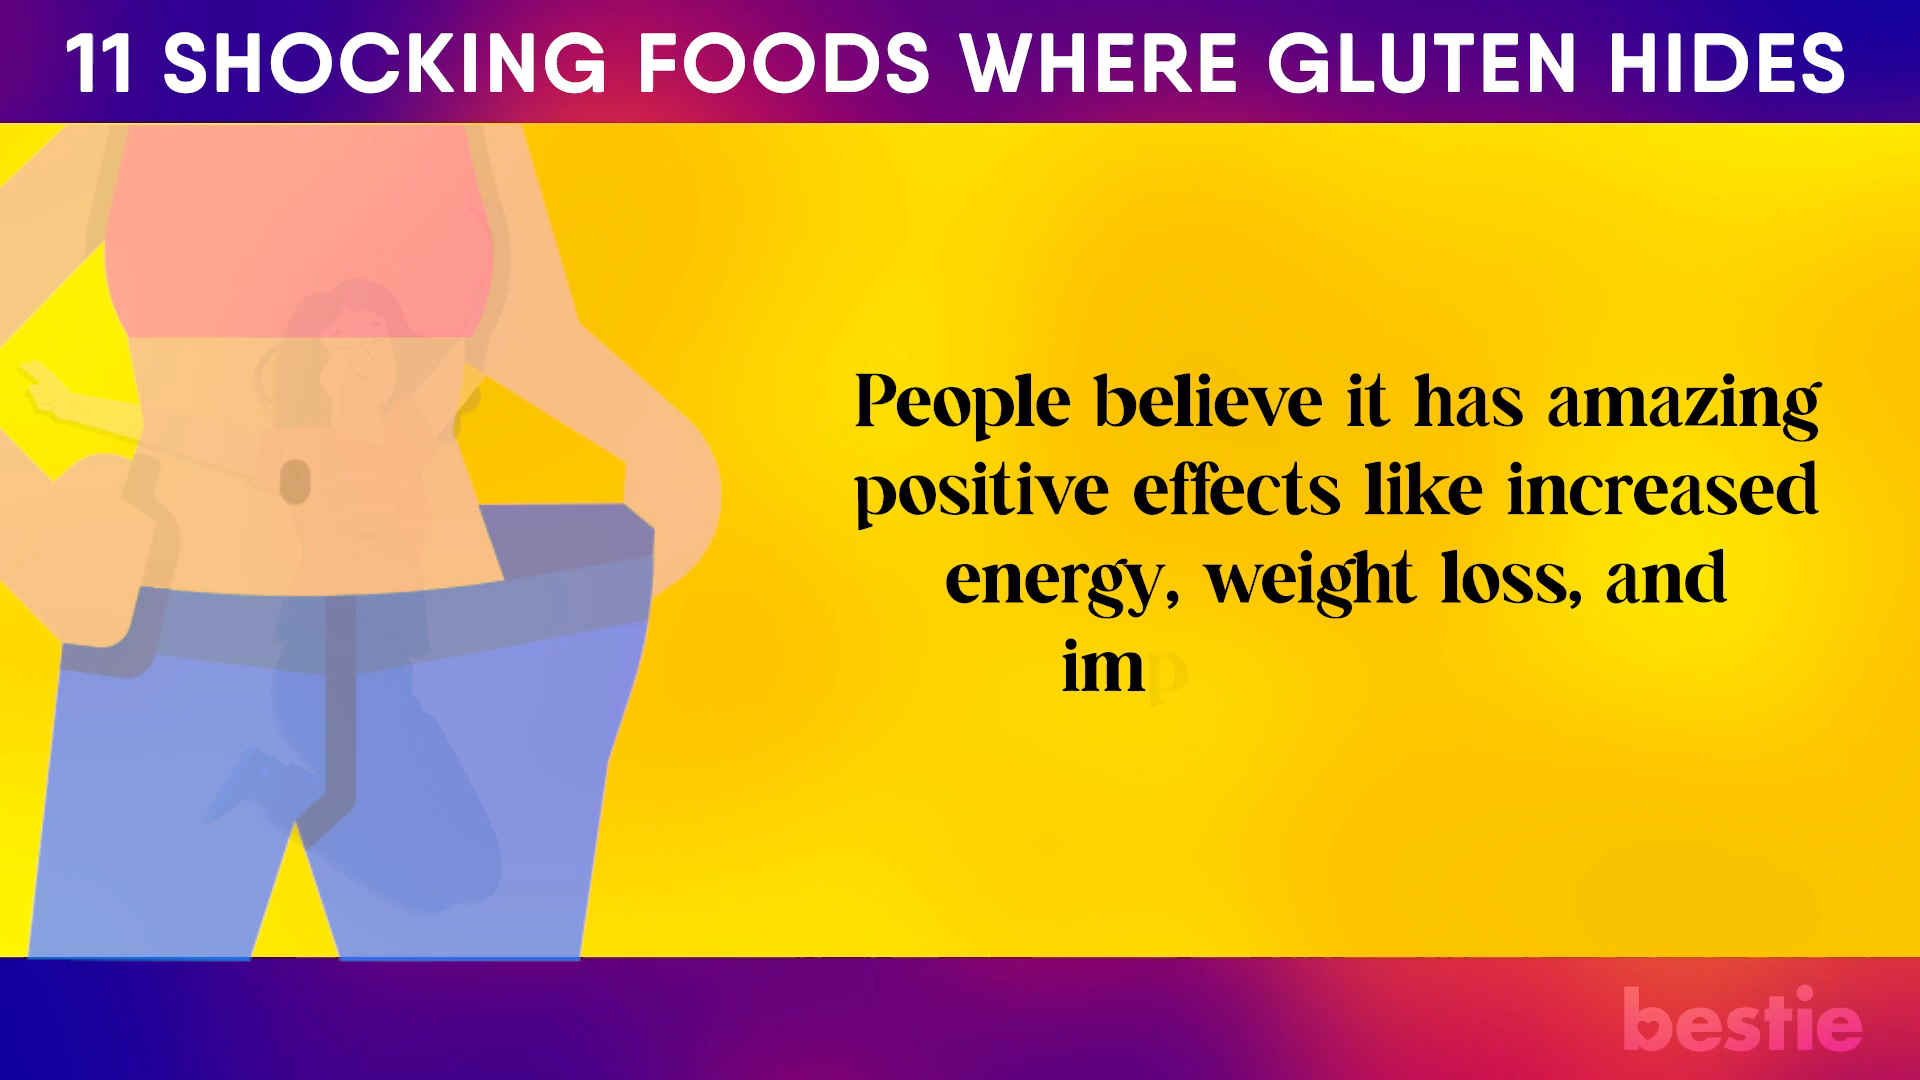 11 SHOCKING FOODS WHERE GLUTEN HIDES
People believe it has amazing
positive effects like increased
energy, weight loss, and
imp
bestie